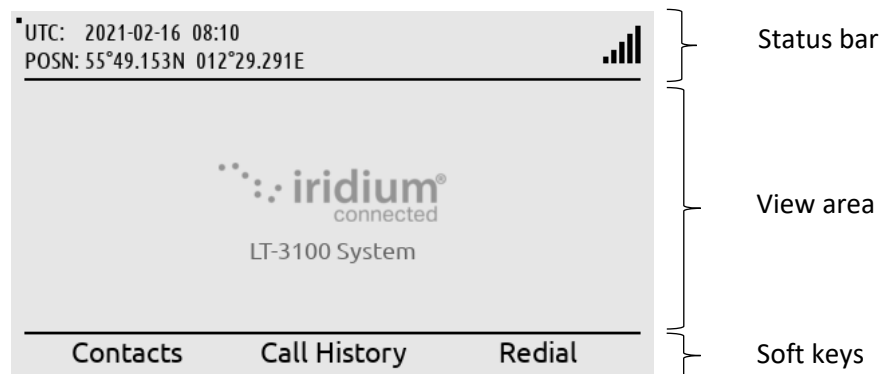 UTC: 2021-02-16 08:10
POSN: 55°49.153N 012°29.291E
Status bar
iridium®
connected
LT-3100 System
View area
Contacts Call History Redial
Soft keys